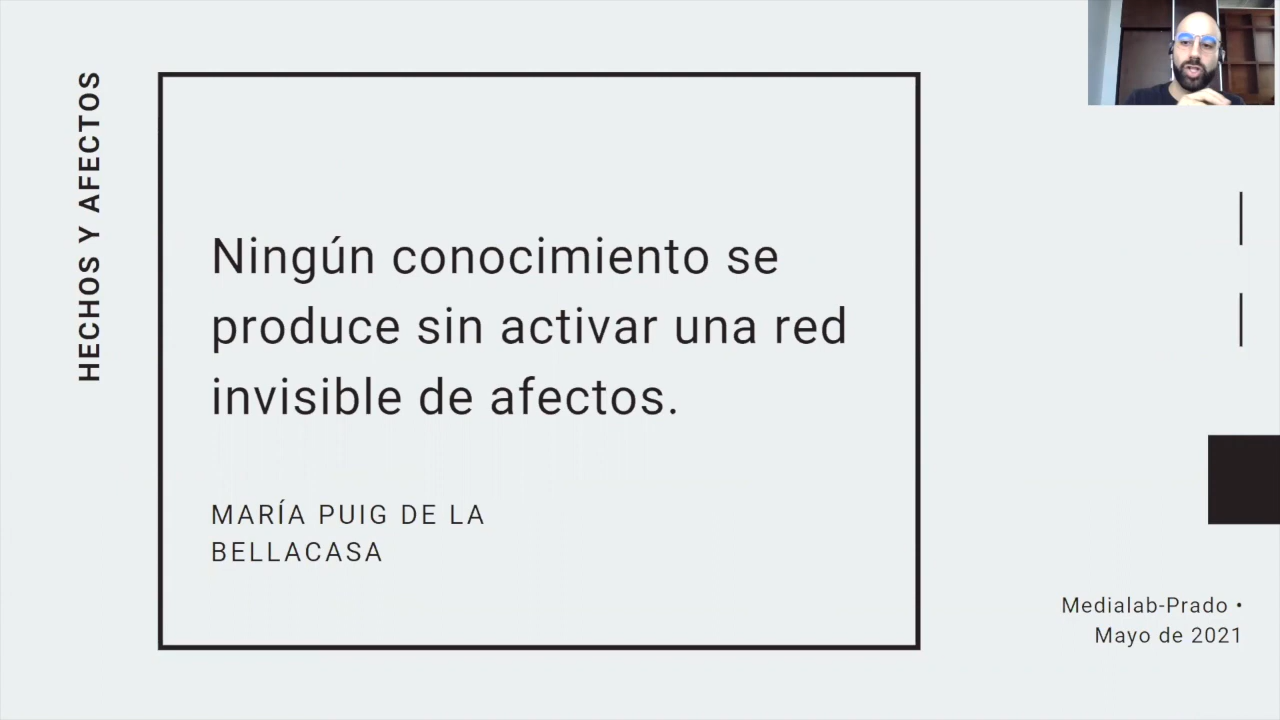 HECHOS Y AFECTOS
Ningún conocimiento se
produce sin activar una red
invisible de afectos.
MARÍA PUIG DE LA
BELLACASA
Medialab-Prado •
Mayo de 2021